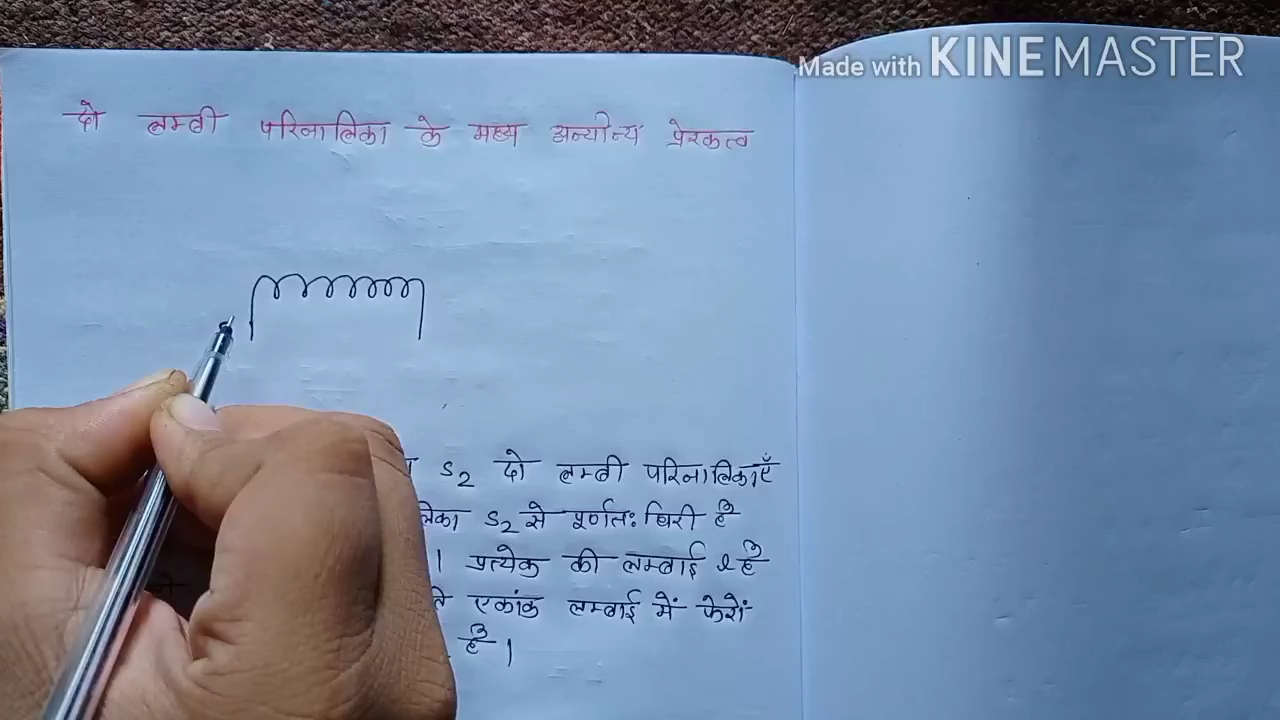 Made with KINEMASTER
दो लम्बी परिनालिका के मध्य अन्योन्य प्रेरकत्व
S₂ दो लम्बी परिनालिकाएँ
S₂ से पूर्णतः घिरी है
। प्रत्येक की लम्बाई l है
एकांक लम्बाई में फेरों
है ।